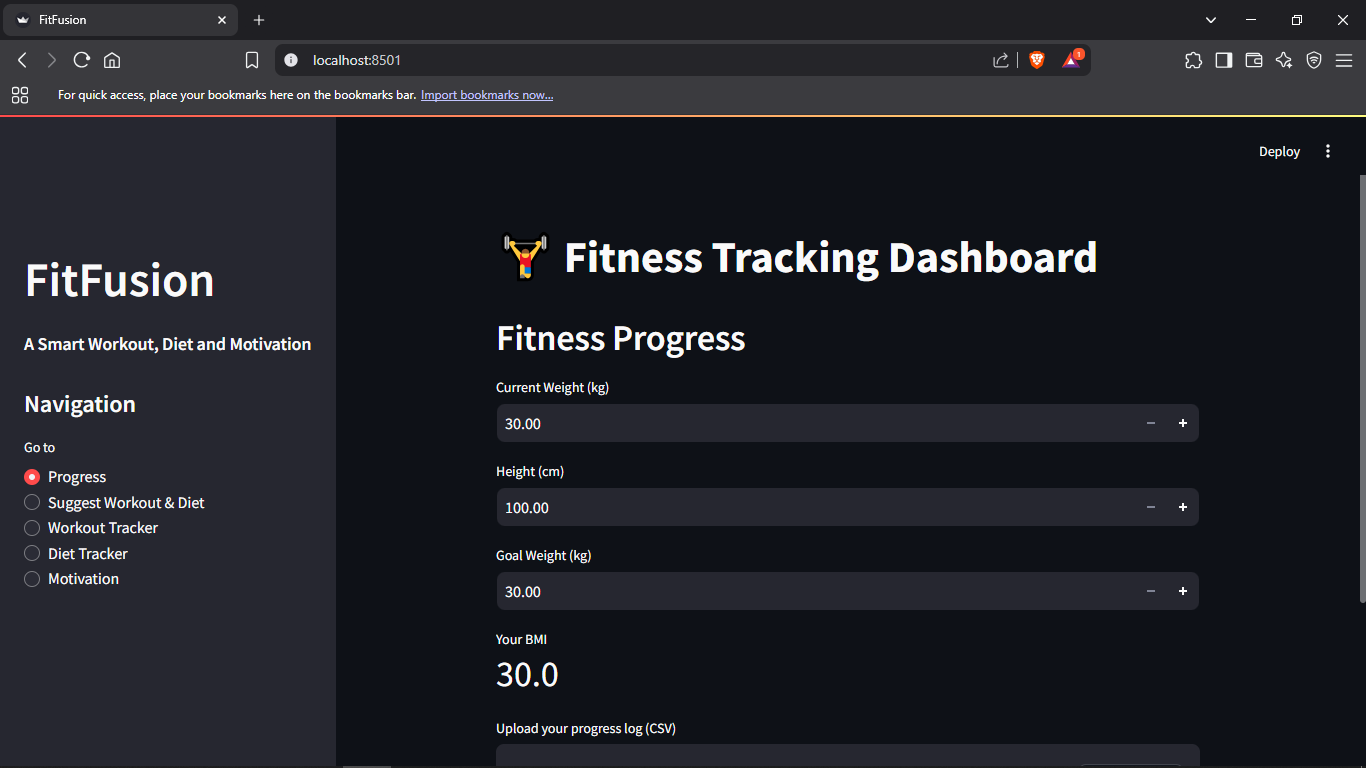 FitFusion
localhost:8501
1
For quick access, place your bookmarks here on the bookmarks bar. Import bookmarks now...
Deploy
FitFusion
A Smart Workout, Diet and Motivation
Navigation
Go to
Progress
Suggest Workout & Diet
Workout Tracker
Diet Tracker
Motivation
Fitness Tracking Dashboard
Fitness Progress
Current Weight (kg)
30.00
Height (cm)
100.00
Goal Weight (kg)
30.00
Your BMI
30.0
Upload your progress log (CSV)